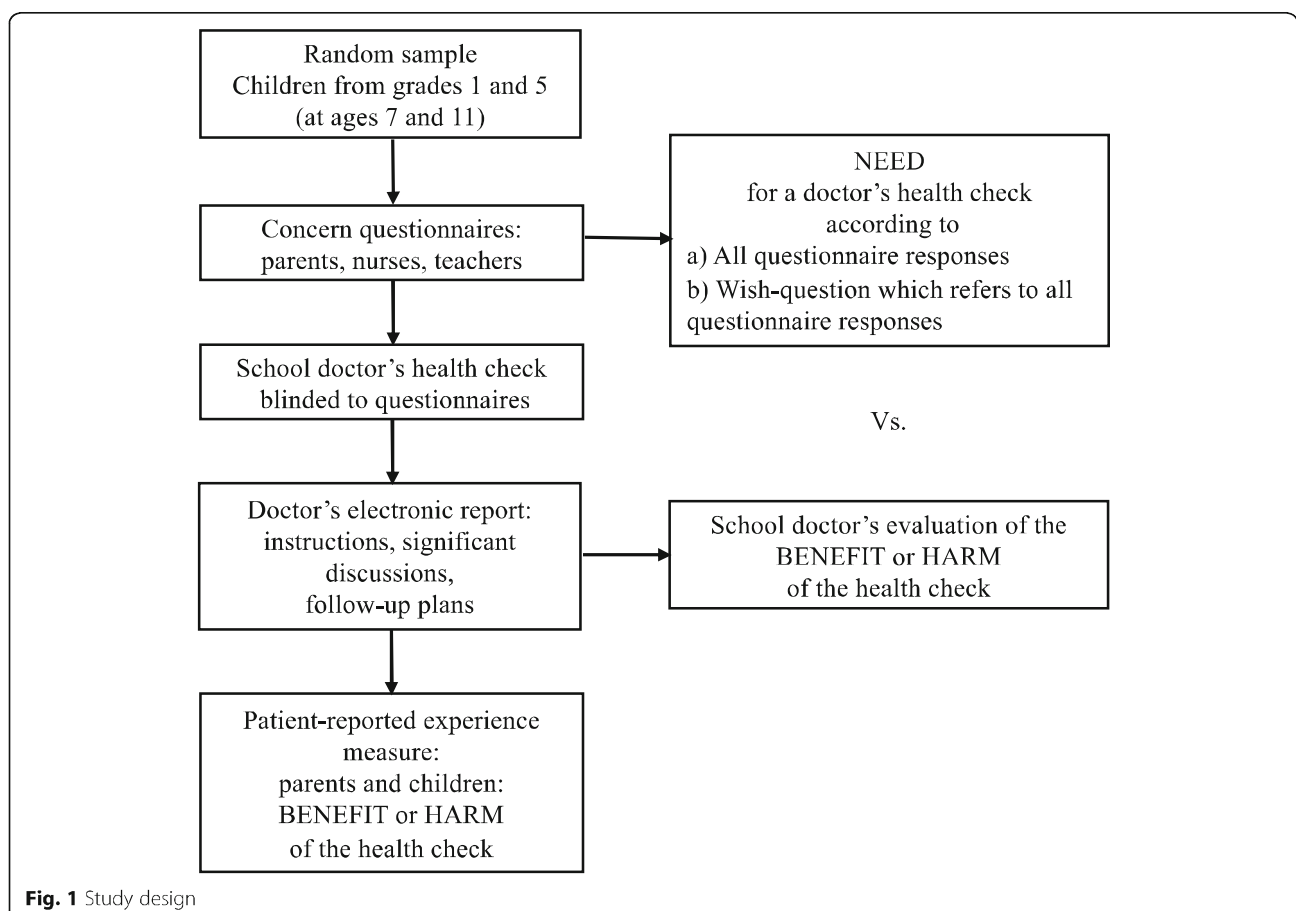 Random sample
Children from grades 1 and 5
(at ages 7 and 11)
Concern questionnaires:
parents, nurses, teachers
NEED
for a doctor's health check
according to
a) All questionnaire responses
b) Wish-question which refers to all
questionnaire responses
School doctor's health check
blinded to questionnaires
Vs.
Doctor's electronic report:
instructions, significant
discussions,
follow-up plans
School doctor's evaluation of the
BENEFIT or HARM
of the health check
Patient-reported experience
measure:
parents and children:
BENEFIT or HARM
of the health check
Fig. 1 Study design